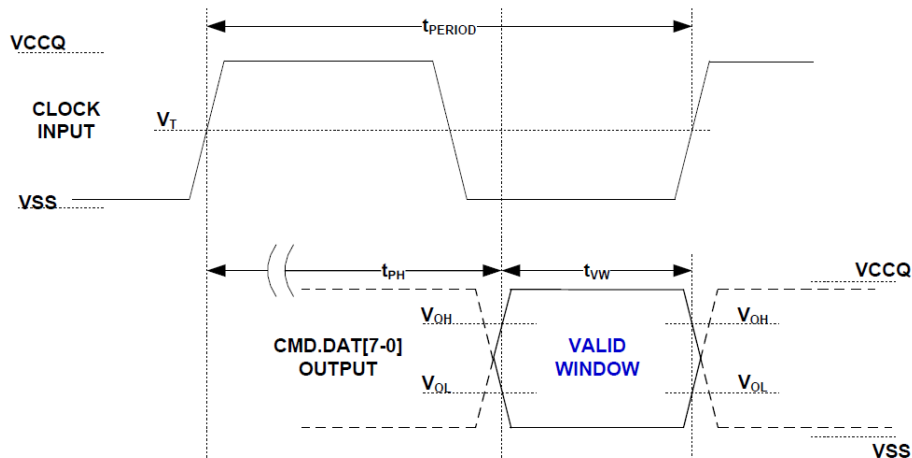 tPERIOD
VCCQ
CLOCK
INPUT
VT
VSS
tPH
tVW
VCCQ
VOH
VOH
CMD.DAT[7-0]
OUTPUT
VALID
WINDOW
VOL
VOL
VSS